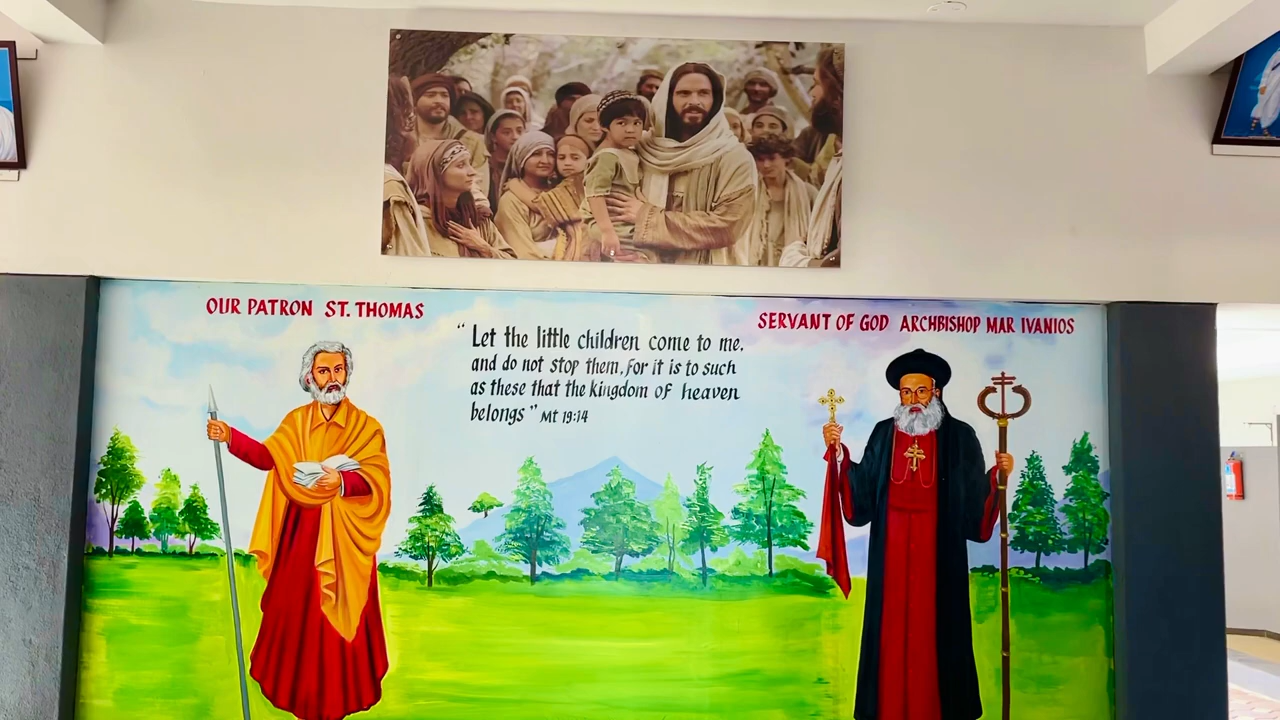 OUR PATRON ST. THOMAS
SERVANT OF GOD ARCHBISHOP MAR IVANIOS
“ Let the little children come to me,
and do not stop them, for it is to such
as these that the kingdom of heaven
belongs ” Mt 19:14